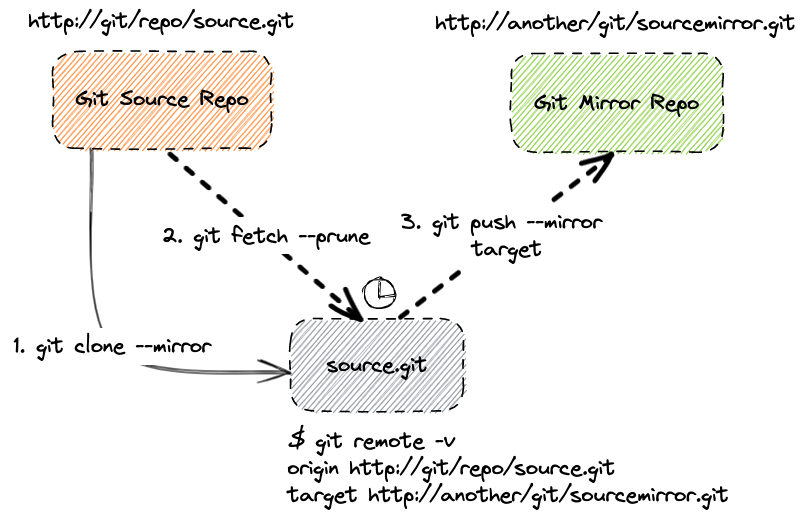 http://git/repo/source.git
http://another/git/sourcemirror.git
Git Source Repo
Git Mirror Repo
2. git fetch --prune
3. git push --mirror
target
1. git clone --mirror
source.git
$ git remote -v
origin http://git/repo/source.git
target http://another/git/sourcemirror.git